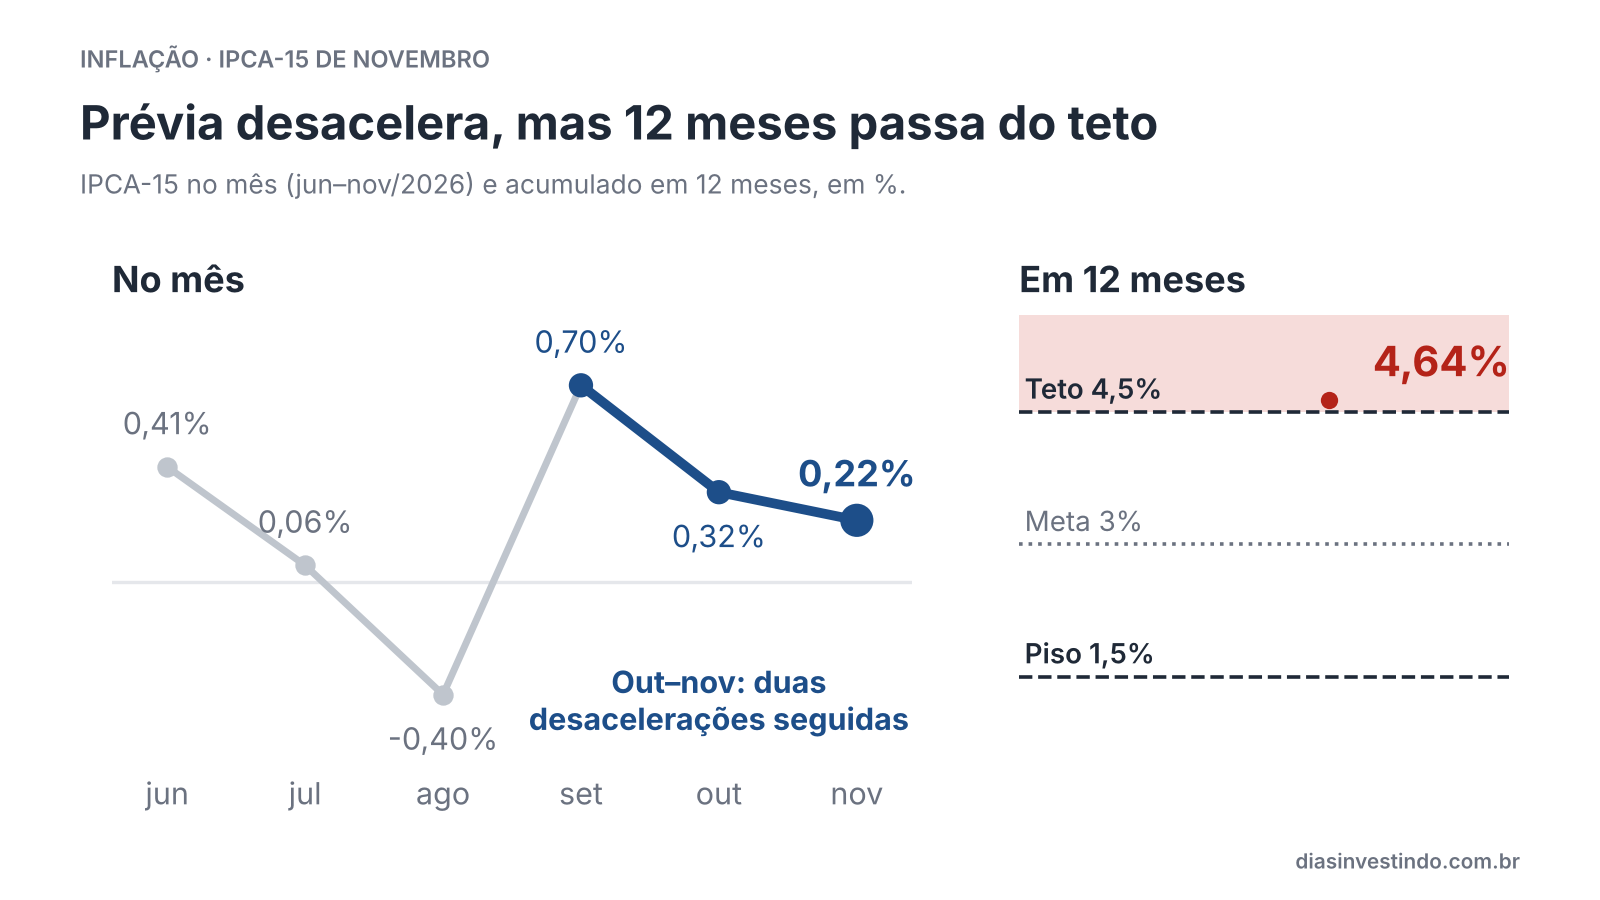 INFLAÇÃO · IPCA-15 DE NOVEMBRO
Prévia desacelera, mas 12 meses passa do teto
IPCA-15 no mês (jun–nov/2026) e acumulado em 12 meses, em %.
No mês
0,41%
0,06%
-0,40%
0,70%
0,32%
0,22%
Out–nov: duas
desacelerações seguidas
jun
jul
ago
set
out
nov
Em 12 meses
4,64%
Teto 4,5%
Meta 3%
Piso 1,5%
diasinvestindo.com.br